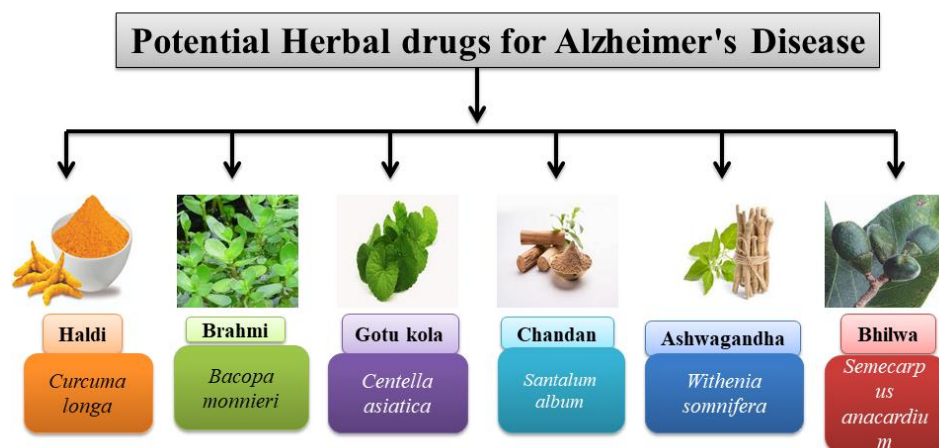 Potential Herbal drugs for Alzheimer's Disease
Haldi
Brahmi
Gotu kola
Chandan
Ashwagandha
Bhilwa
Curcuma
longa
Bacopa
monnieri
Centella
asiatica
Santalum
album
Withenia
somnifera
Semecarp
us
anacardiu
m